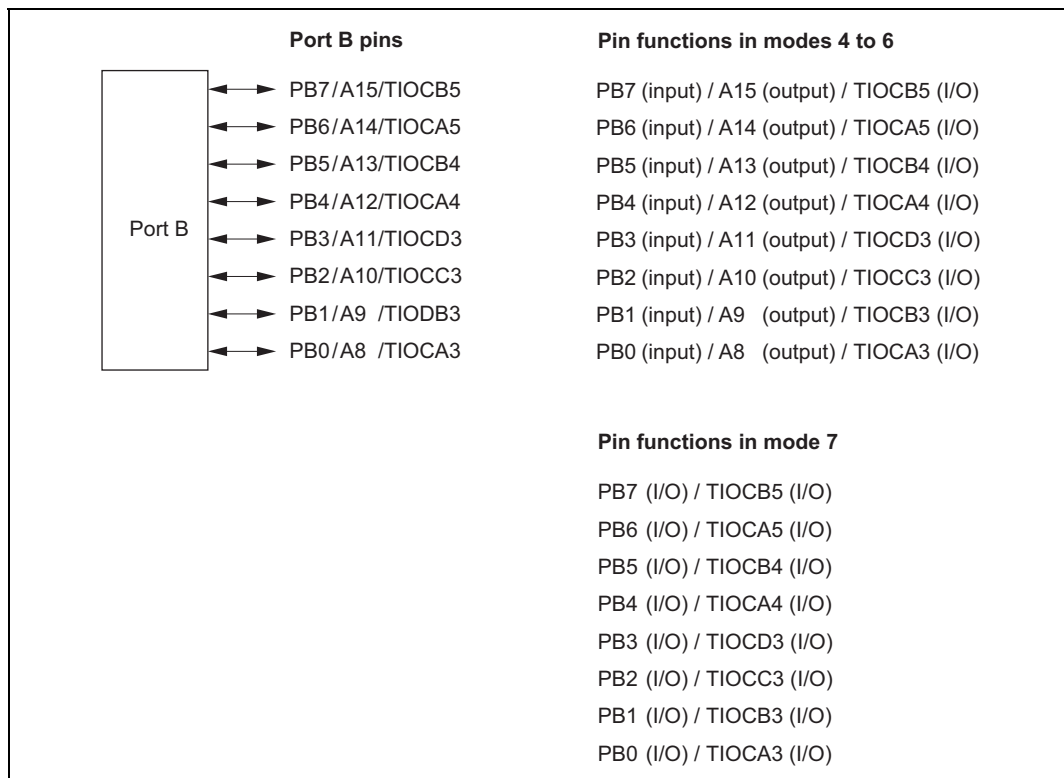 Port B pins
Port B
PB7/A15/TIOCB5
PB6/A14/TIOCA5
PB5/A13/TIOCB4
PB4/A12/TIOCA4
PB3/A11/TIOCD3
PB2/A10/TIOCC3
PB1/A9 /TIODB3
PB0/A8 /TIOCA3
Pin functions in modes 4 to 6
PB7 (input) / A15 (output) / TIOCB5 (I/O)
PB6 (input) / A14 (output) / TIOCA5 (I/O)
PB5 (input) / A13 (output) / TIOCB4 (I/O)
PB4 (input) / A12 (output) / TIOCA4 (I/O)
PB3 (input) / A11 (output) / TIOCD3 (I/O)
PB2 (input) / A10 (output) / TIOCC3 (I/O)
PB1 (input) / A9 (output) / TIOCB3 (I/O)
PB0 (input) / A8 (output) / TIOCA3 (I/O)
Pin functions in mode 7
PB7 (I/O) / TIOCB5 (I/O)
PB6 (I/O) / TIOCA5 (I/O)
PB5 (I/O) / TIOCB4 (I/O)
PB4 (I/O) / TIOCA4 (I/O)
PB3 (I/O) / TIOCD3 (I/O)
PB2 (I/O) / TIOCC3 (I/O)
PB1 (I/O) / TIOCB3 (I/O)
PB0 (I/O) / TIOCA3 (I/O)